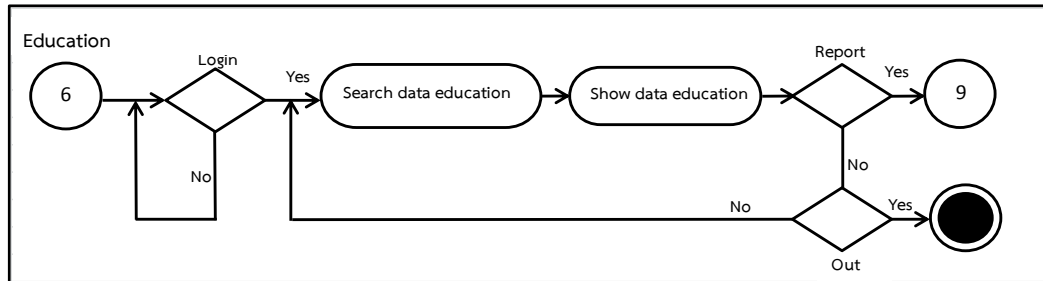 Education
Login
Report
6
Yes
Search data education
Show data education
Yes
9
No
No
No
Yes
Out